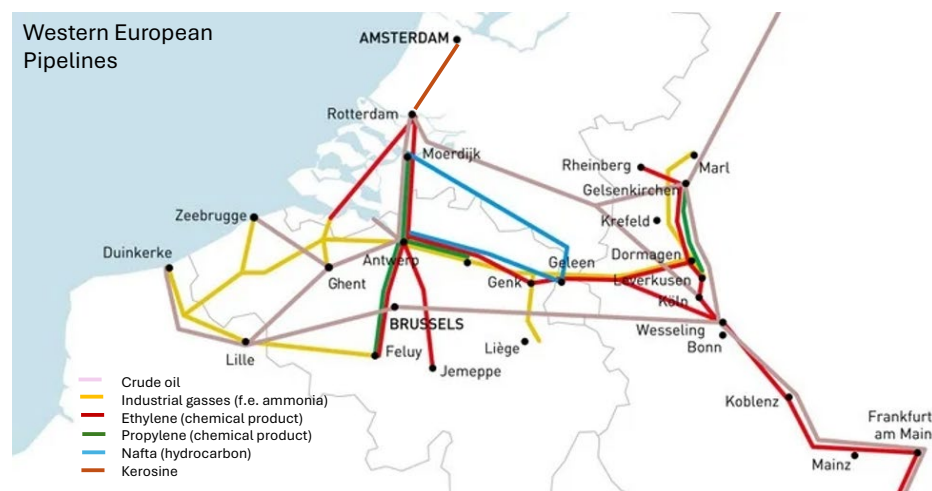 Western European
Pipelines
AMSTERDAM
Rotterdam
Moerdijk
Rheinberg
Marl
Gelsenkirchen
Zeebrugge
Krefeld
Duinkerke
Antwerp
Geleen
Dormagen
Ghent
Genk
Leverkusen
Köln
BRUSSELS
Wesseling
Lille
Feluy
Liège
Bonn
Jemeppe
Koblenz
Frankfurt
am Main
Mainz
Crude oil
Industrial gasses (f.e. ammonia)
Ethylene (chemical product)
Propylene (chemical product)
Nafta (hydrocarbon)
Kerosine